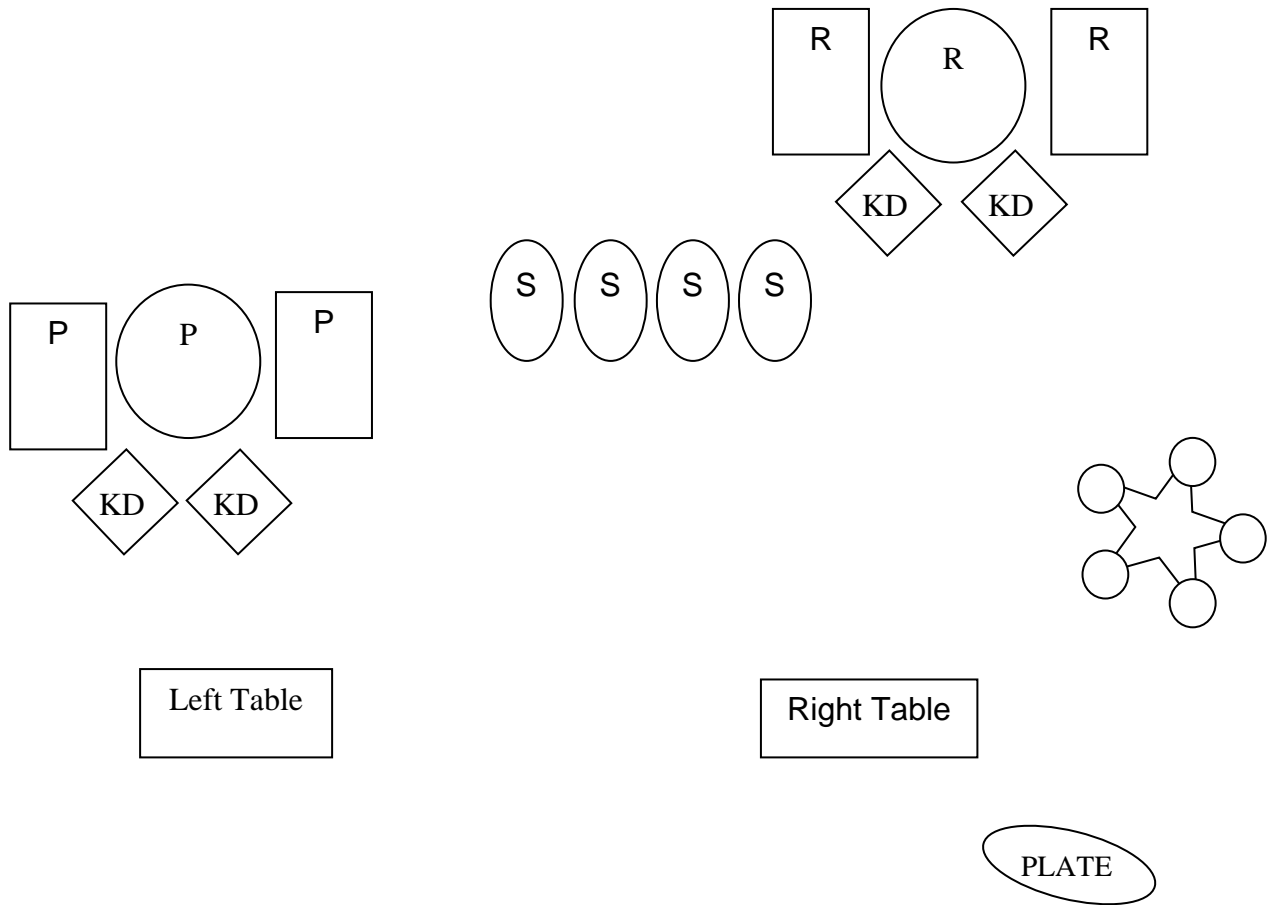 R R R
KD KD
S S S S
P P P
KD KD
Left Table
Right Table
PLATE